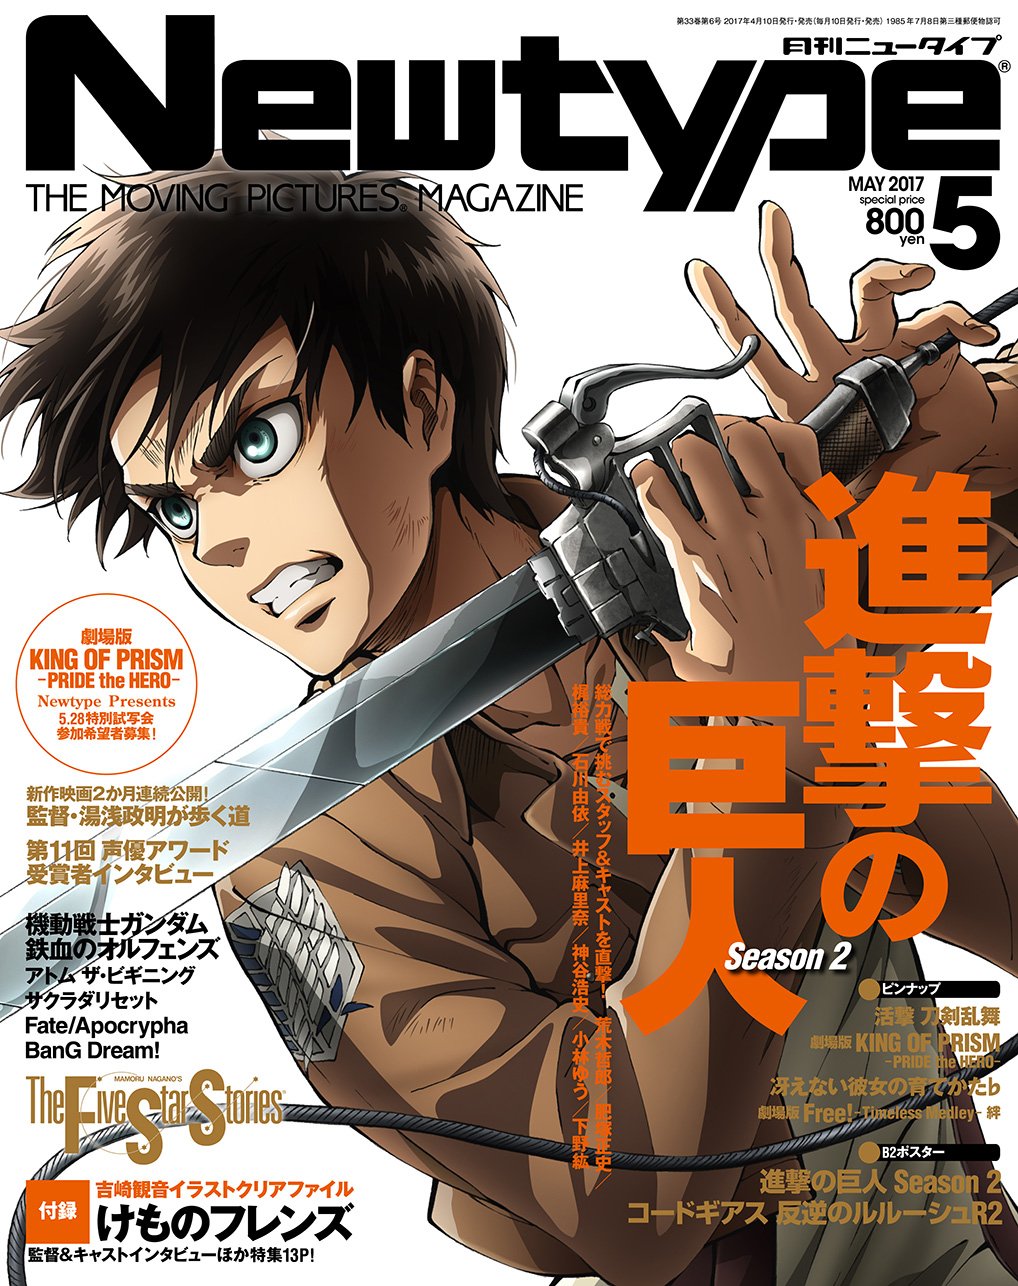 第33巻第6号 2017年4月10日発行・発売(毎月10日発行・発売) 1985年7月8日第三種郵便物認可
月刊ニュータイプ
Newtype®
THE MOVING PICTURES® MAGAZINE
MAY 2017
special price
800
yen
5
進撃の
巨人
Season 2
総力戦で挑むスタッフ&キャストを直撃! 荒木哲郎/肥塚正史/
梶裕貴/石川由依/井上麻里奈/神谷浩史/小林ゆう/下野紘
劇場版
KING OF PRISM
-PRIDE the HERO-
Newtype Presents
5.28特別試写会
参加希望者募集!
新作映画2か月連続公開!
監督・湯浅政明が歩く道
第11回 声優アワード
受賞者インタビュー
機動戦士ガンダム
鉄血のオルフェンズ
アトム ザ・ビギニング
サクラダリセット
Fate/Apocrypha
BanG Dream!
MAMORU NAGANO'S
The Five Star Stories®
付録
吉崎観音イラストクリアファイル
けものフレンズ
監督&キャストインタビューほか特集13P!
ピンナップ
活撃 刀剣乱舞
劇場版 KING OF PRISM
-PRIDE the HERO-
冴えない彼女の育てかた♭
劇場版 Free!-Timeless Medley- 絆
B2ポスター
進撃の巨人 Season 2
コードギアス 反逆のルルーシュR2